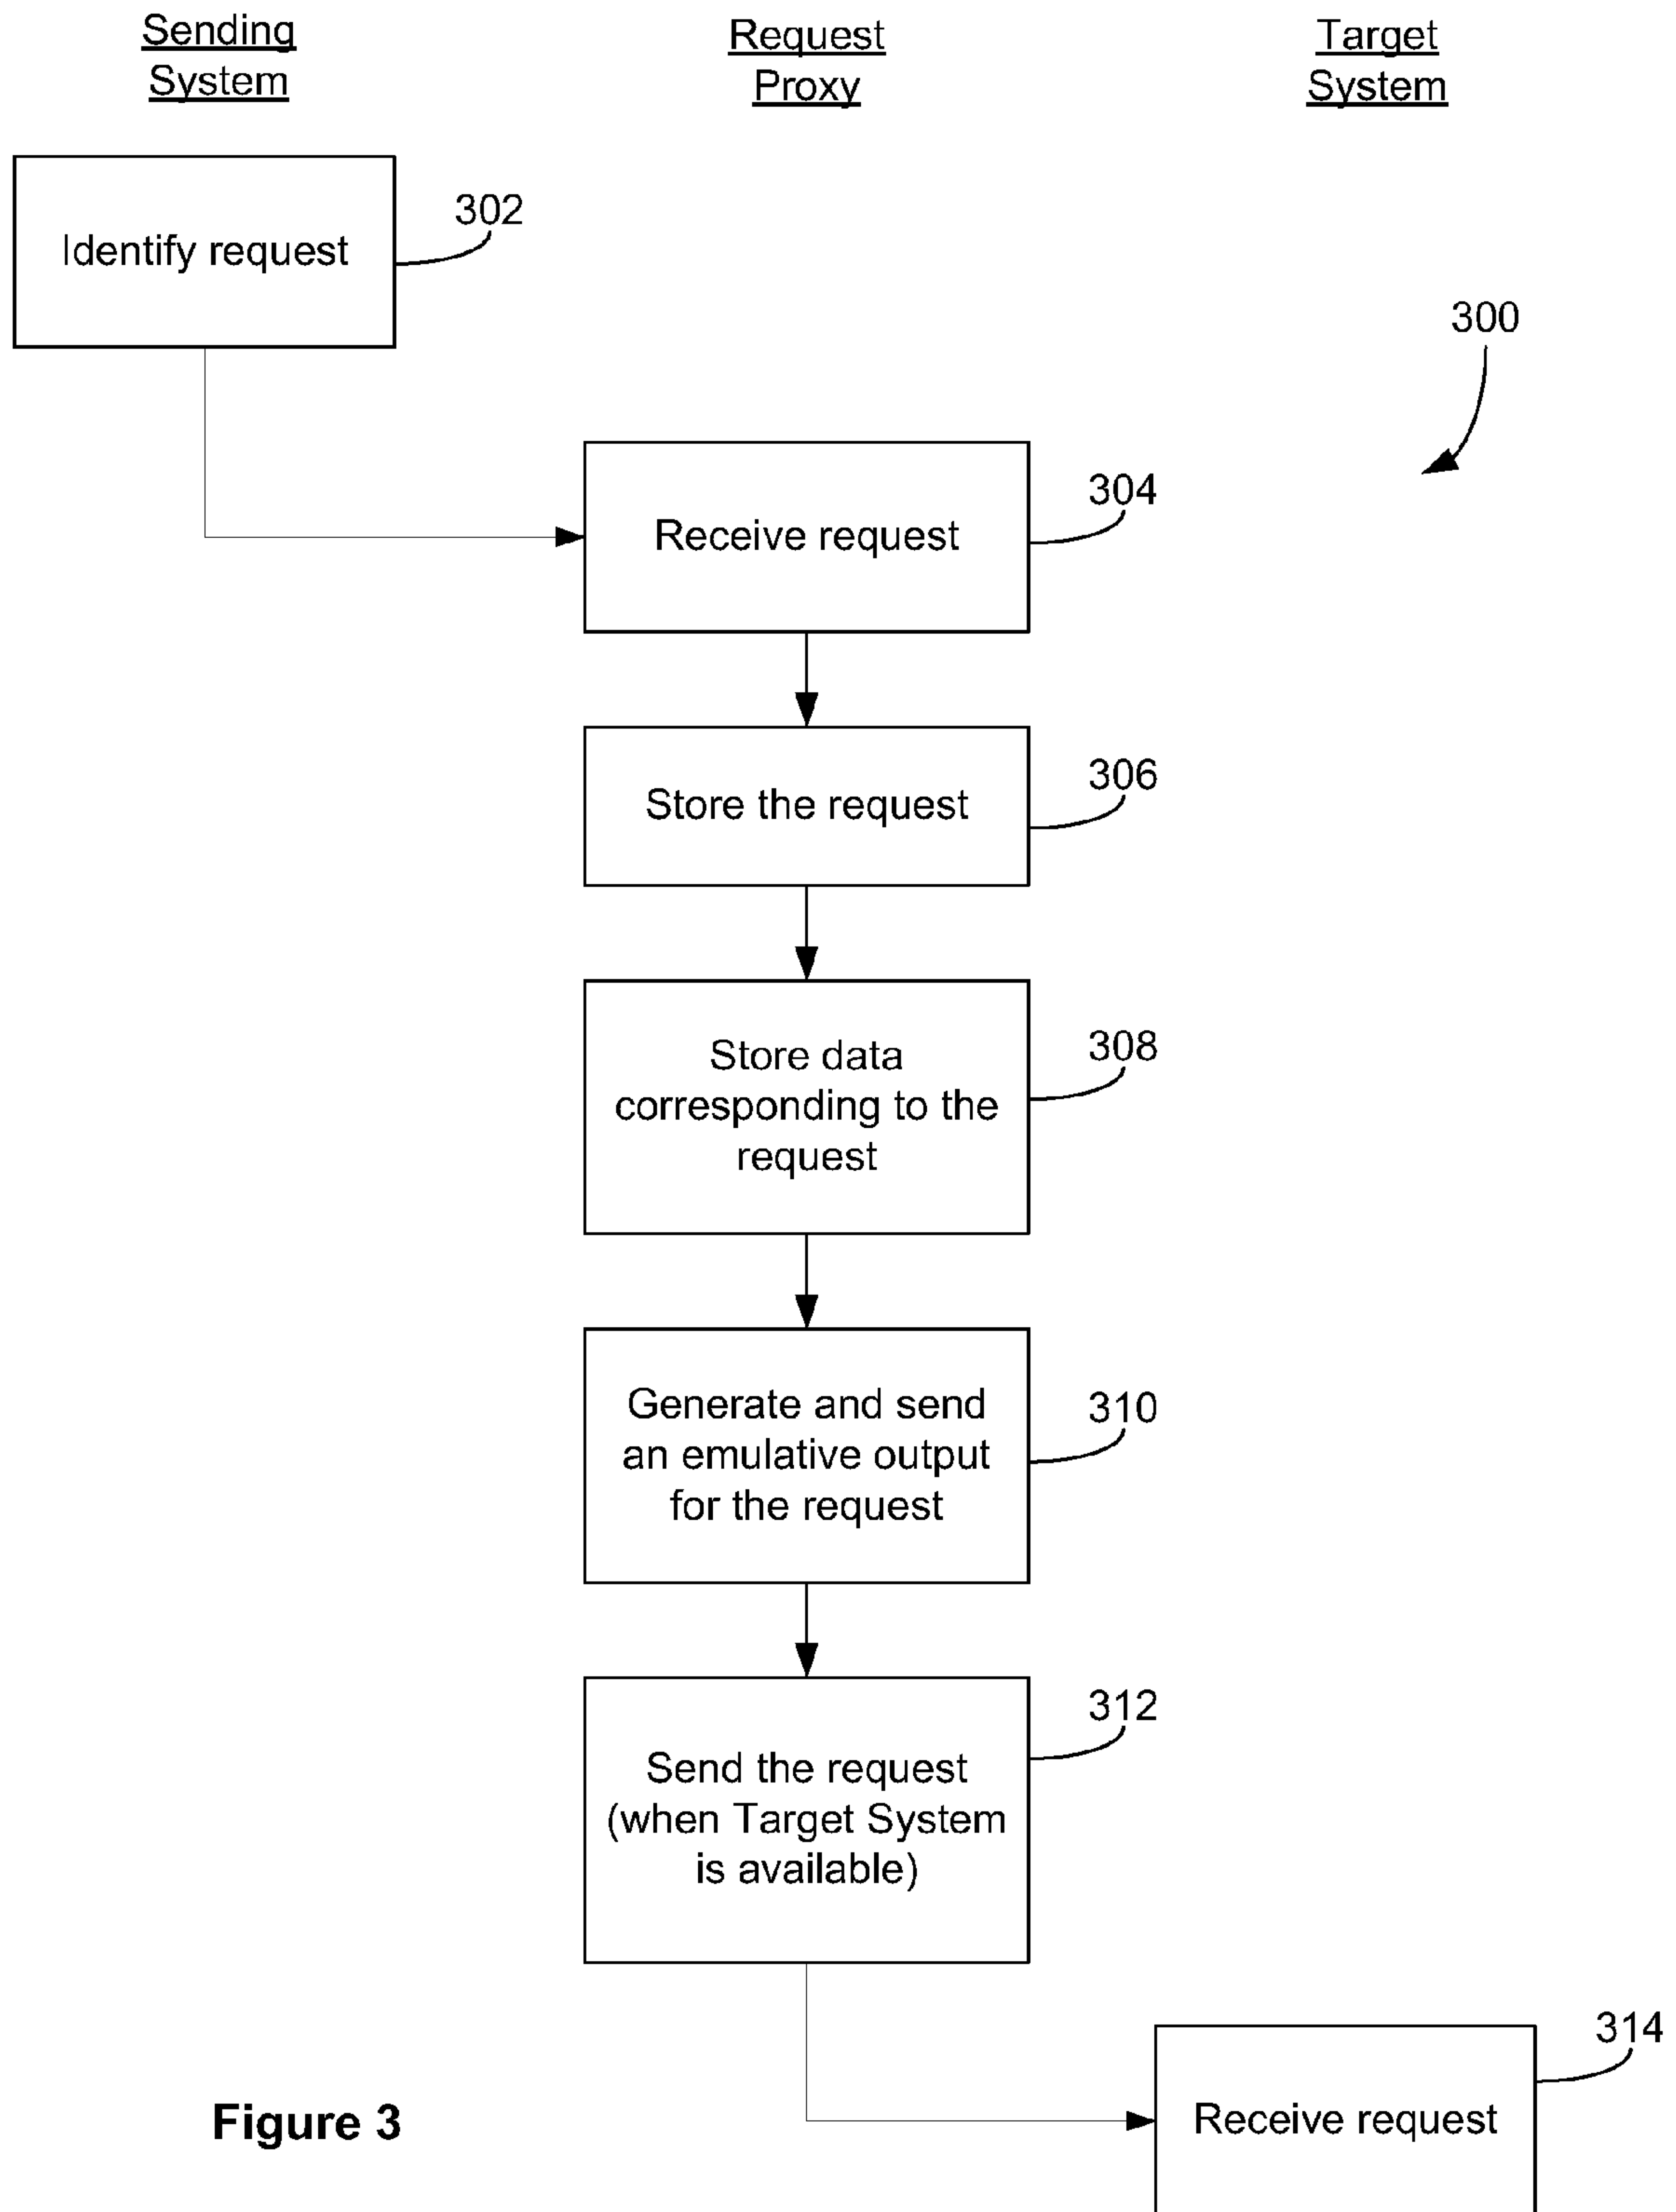 Sending
System
Request
Proxy
Target
System
Identify request
302
300
Receive request
304
Store the request
306
Store data
corresponding to the
request
308
Generate and send
an emulative output
for the request
310
Send the request
(when Target System
is available)
312
Receive request
314
Figure 3